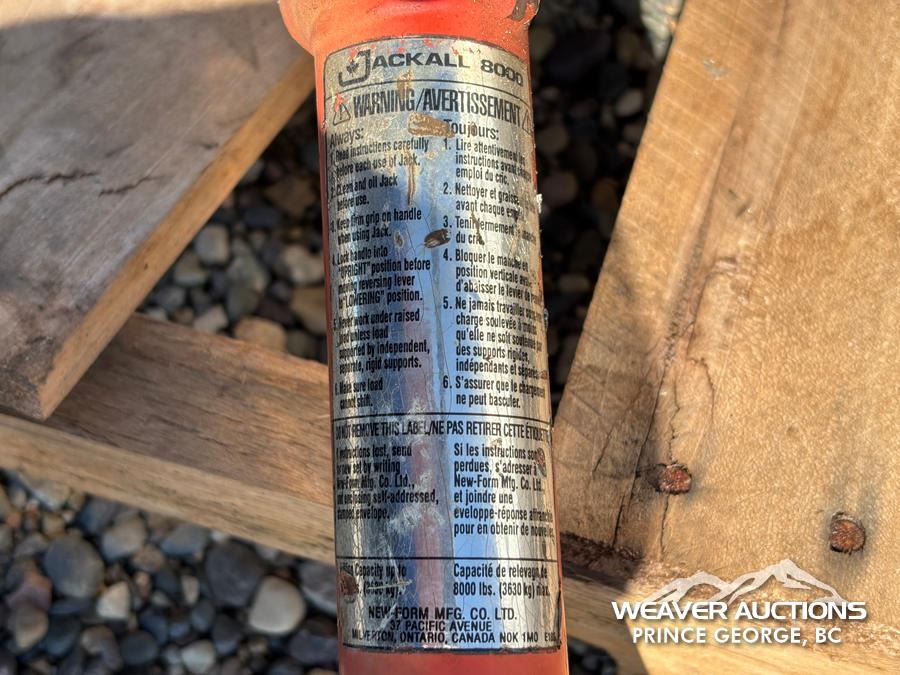 JACKALL 8000
WARNING/AVERTISSEMENT
Always:
1. Read instructions carefully
before each use of Jack.
2. Clean and oil Jack
before use.
3. Keep firm grip on handle
when using Jack.
4. Lock handle into
"UPRIGHT" position before
moving reversing lever
to "LOWERING" position.
5. Never work under raised
load unless load
supported by independent,
separate, rigid supports.
6. Make sure load
cannot shift.
Toujours:
1. Lire attentivement les
instructions avant
emploi du cric.
2. Nettoyer et graisser
avant chaque emploi
3. Tenir fermement
du cric
4. Bloquer le manche en
position verticale avant
d'abaisser le levier de
5. Ne jamais travailler sous une
charge soulevée à moins
qu'elle ne soit soutenue par
des supports rigides,
indépendants et séparés
6. S'assurer que le chargement
ne peut basculer.
DO NOT REMOVE THIS LABEL/NE PAS RETIRER CETTE ÉTIQUETTE
If instructions lost, send
for new set by writing
New-Form Mfg. Co. Ltd.,
and enclosing self-addressed,
stamped envelope.
Si les instructions sont
perdues, s'adresser à
New-Form Mfg. Co. Ltd.
et joindre une
éveloppe-réponse affranchie
pour en obtenir de nouvelles.
Capacity up to
lbs. (3630 kg).
Capacité de relevage de
8000 lbs. (3630 kg) max.
NEW-FORM MFG. CO. LTD.
37 PACIFIC AVENUE
MILVERTON, ONTARIO, CANADA N0K 1M0
WEAVER AUCTIONS
PRINCE GEORGE, BC